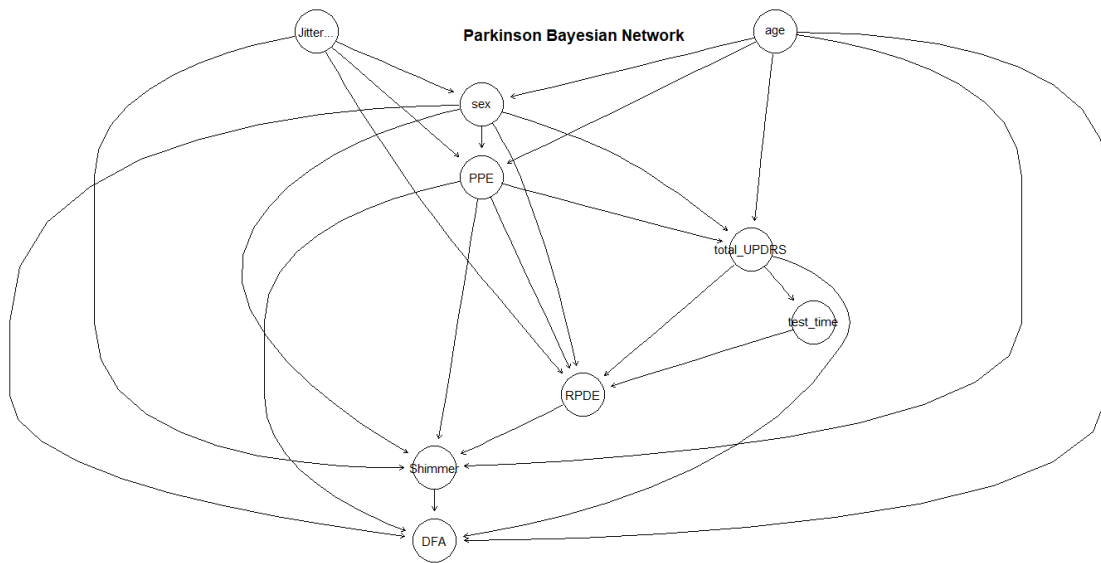 Jitter...
Parkinson Bayesian Network
age
sex
PPE
total_UPDRS
test_time
RPDE
Shimmer
DFA